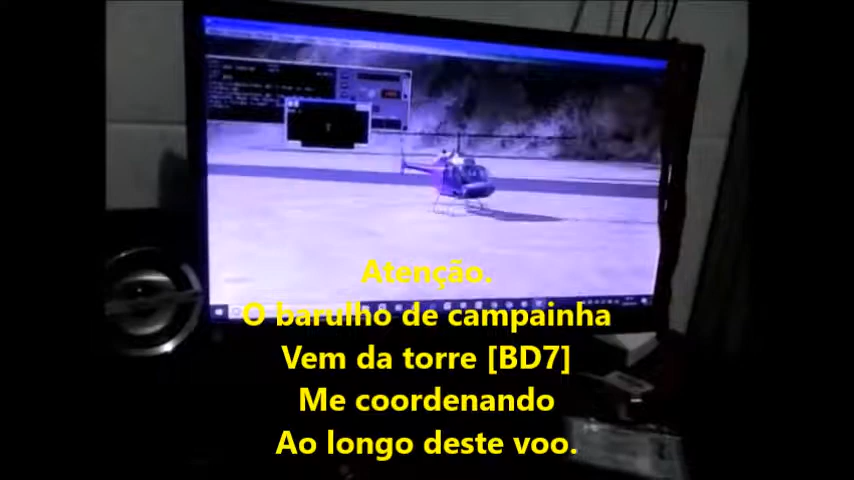 Atenção.
O barulho de campainha
Vem da torre [BD7]
Me coordenando
Ao longo deste voo.